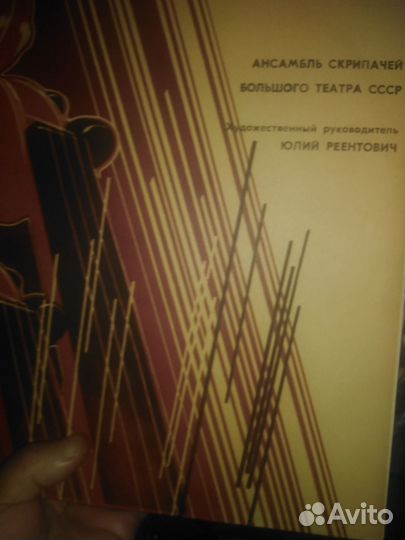 АНСАМБЛЬ СКРИПАЧЕЙ
БОЛЬШОГО ТЕАТРА СССР
Художественный руководитель
ЮЛИЙ РЕЕНТОВИЧ
Avito